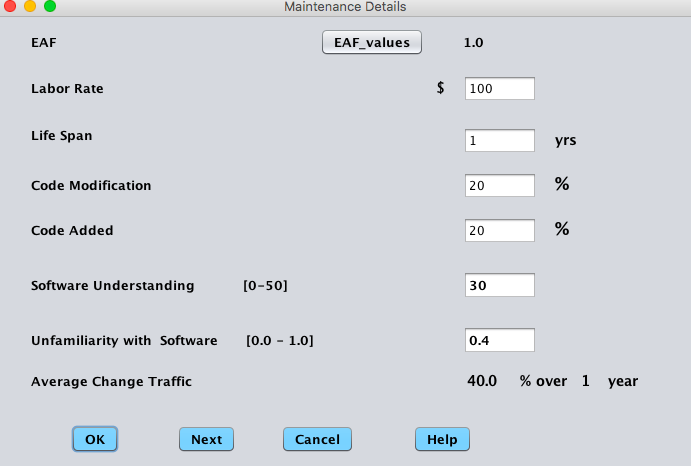 Maintenance Details
EAF EAF_values 1.0
Labor Rate $ 100
Life Span 1 yrs
Code Modification 20 %
Code Added 20 %
Software Understanding [0-50] 30
Unfamiliarity with Software [0.0 - 1.0] 0.4
Average Change Traffic 40.0 % over 1 year
OK Next Cancel Help